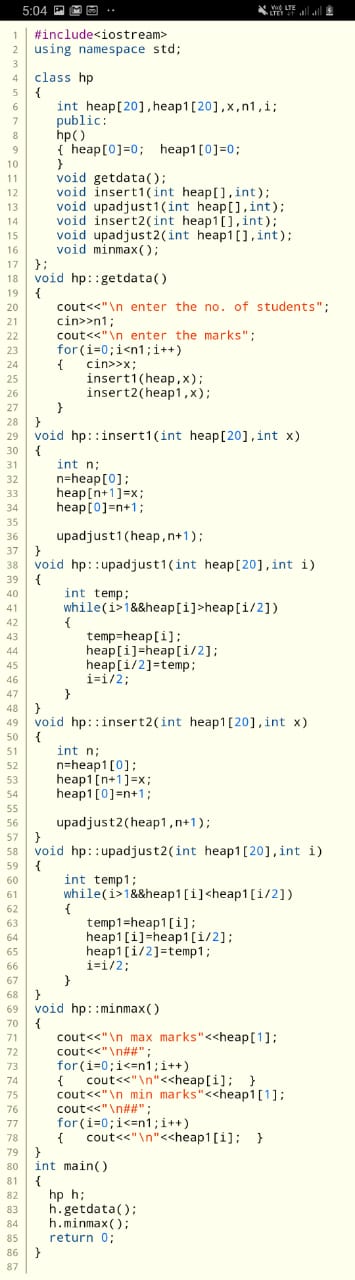 5:04
1 #include<iostream>
2 using namespace std;
3
4 class hp
5 {
6     int heap[20],heap1[20],x,n1,i;
7     public:
8     hp()
9     { heap[0]=0;  heap1[0]=0;
10     }
11     void getdata();
12     void insert1(int heap[],int);
13     void upadjust1(int heap[],int);
14     void insert2(int heap1[],int);
15     void upadjust2(int heap1[],int);
16     void minmax();
17 };
18 void hp::getdata()
19 {
20     cout<<"\n enter the no. of students";
21     cin>>n1;
22     cout<<"\n enter the marks";
23     for(i=0;i<n1;i++)
24     {   cin>>x;
25         insert1(heap,x);
26         insert2(heap1,x);
27     }
28 }
29 void hp::insert1(int heap[20],int x)
30 {
31     int n;
32     n=heap[0];
33     heap[n+1]=x;
34     heap[0]=n+1;
35
36     upadjust1(heap,n+1);
37 }
38 void hp::upadjust1(int heap[20],int i)
39 {
40      int temp;
41      while(i>1&&heap[i]>heap[i/2])
42      {
43         temp=heap[i];
44         heap[i]=heap[i/2];
45         heap[i/2]=temp;
46         i=i/2;
47      }
48 }
49 void hp::insert2(int heap1[20],int x)
50 {
51     int n;
52     n=heap1[0];
53     heap1[n+1]=x;
54     heap1[0]=n+1;
55
56     upadjust2(heap1,n+1);
57 }
58 void hp::upadjust2(int heap1[20],int i)
59 {
60      int temp1;
61      while(i>1&&heap1[i]<heap1[i/2])
62      {
63         temp1=heap1[i];
64         heap1[i]=heap1[i/2];
65         heap1[i/2]=temp1;
66         i=i/2;
67      }
68 }
69 void hp::minmax()
70 {
71     cout<<"\n max marks"<<heap[1];
72     cout<<"\n##";
73     for(i=0;i<=n1;i++)
74     {   cout<<"\n"<<heap[i];  }
75     cout<<"\n min marks"<<heap1[1];
76     cout<<"\n##";
77     for(i=0;i<=n1;i++)
78     {   cout<<"\n"<<heap1[i];  }
79 }
80 int main()
81 {
82    hp h;
83    h.getdata();
84    h.minmax();
85    return 0;
86 }
87